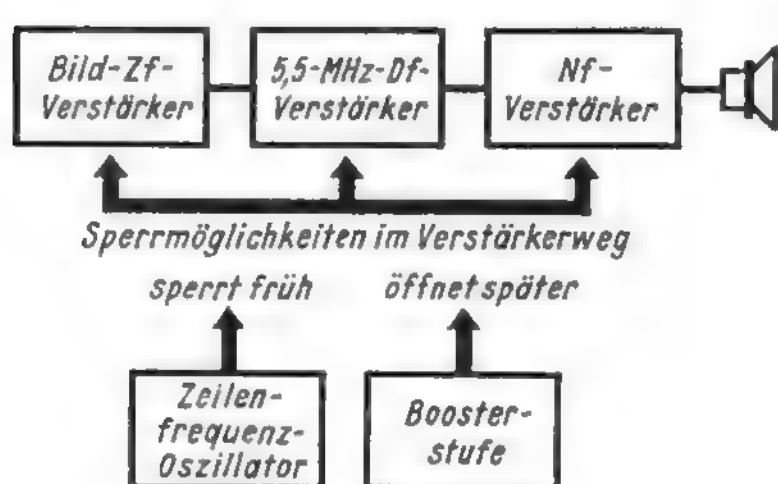 Bild-Zf-
Verstärker
5,5-MHz-Df-
Verstärker
Nf-
Verstärker
Sperrmöglichkeiten im Verstärkerweg
sperrt früh
öffnet später
Zeilen-
frequenz-
Oszillator
Booster-
stufe